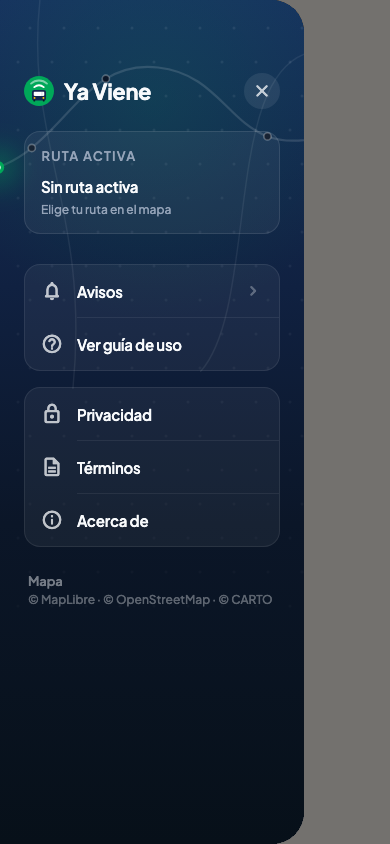 Ya Viene
RUTA ACTIVA
Sin ruta activa
Elige tu ruta en el mapa
Avisos
Ver guía de uso
Privacidad
Términos
Acerca de
Mapa
© MapLibre · © OpenStreetMap · © CARTO